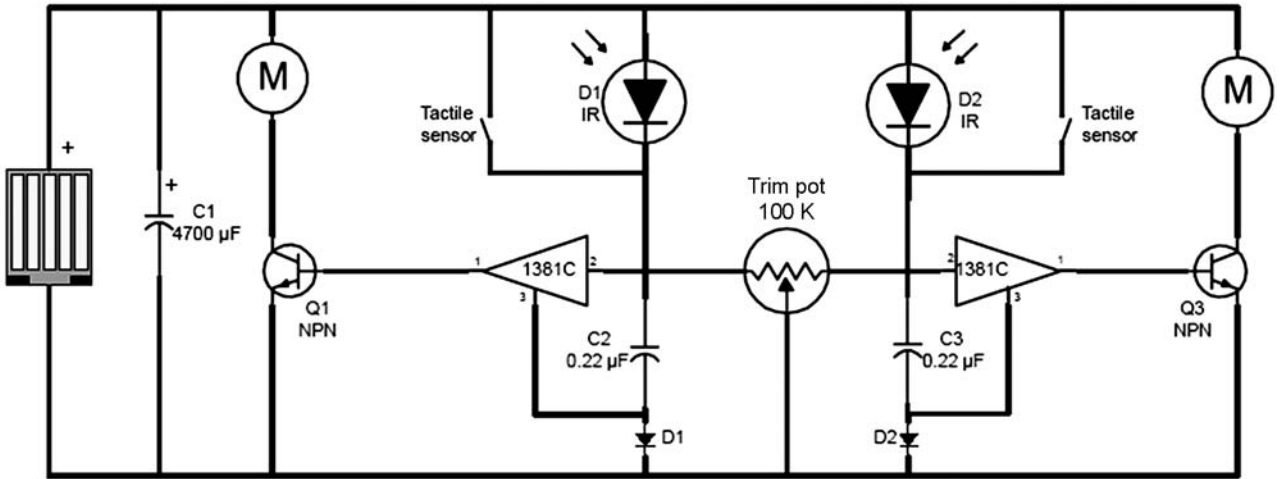 M
M
+
+
C1
4700 µF
Tactile
sensor
D1
IR
D2
IR
Tactile
sensor
Trim pot
100 K
1
1381C
2
3
2
1381C
1
3
Q1
NPN
Q3
NPN
C2
0.22 µF
C3
0.22 µF
D1
D2